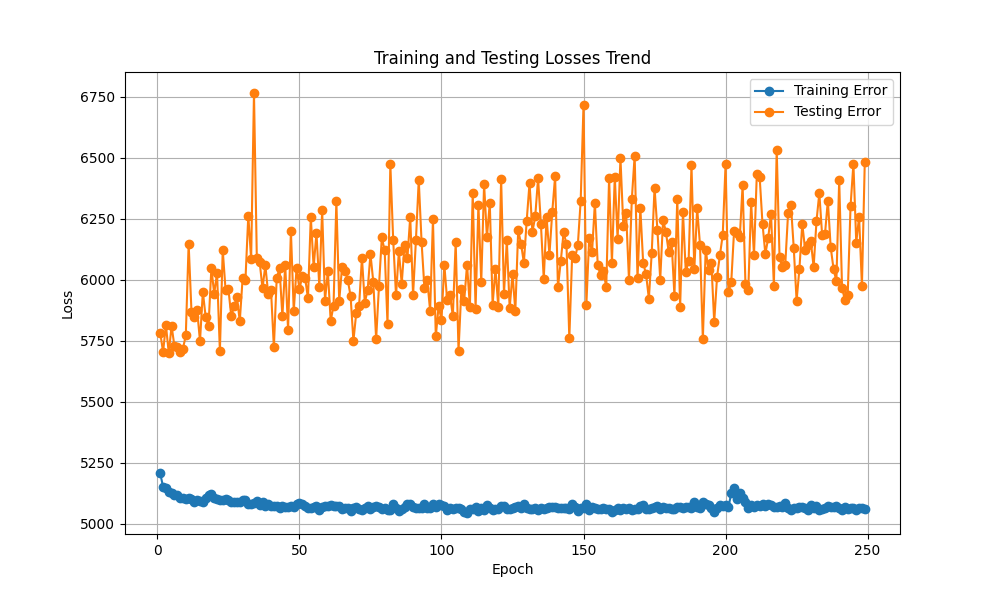 Training and Testing Losses Trend
Training Error
Testing Error
6750
6500
6250
6000
5750
5500
5250
5000
Loss
0 50 100 150 200 250
Epoch